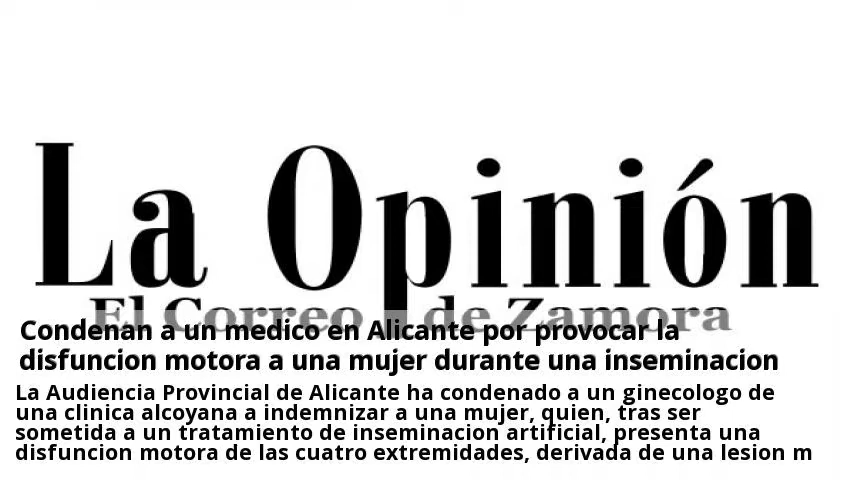 La Opinión
El Correo de Zamora
Condenan a un medico en Alicante por provocar la
disfuncion motora a una mujer durante una inseminacion
La Audiencia Provincial de Alicante ha condenado a un ginecologo de
una clinica alcoyana a indemnizar a una mujer, quien, tras ser
sometida a un tratamiento de inseminacion artificial, presenta una
disfuncion motora de las cuatro extremidades, derivada de una lesion m